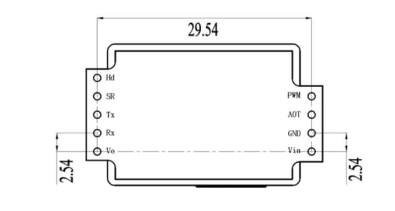 29.54
Hd
SR
Tx
Rx
Vo
PWM
AOT
GND
Vin
2.54
2.54